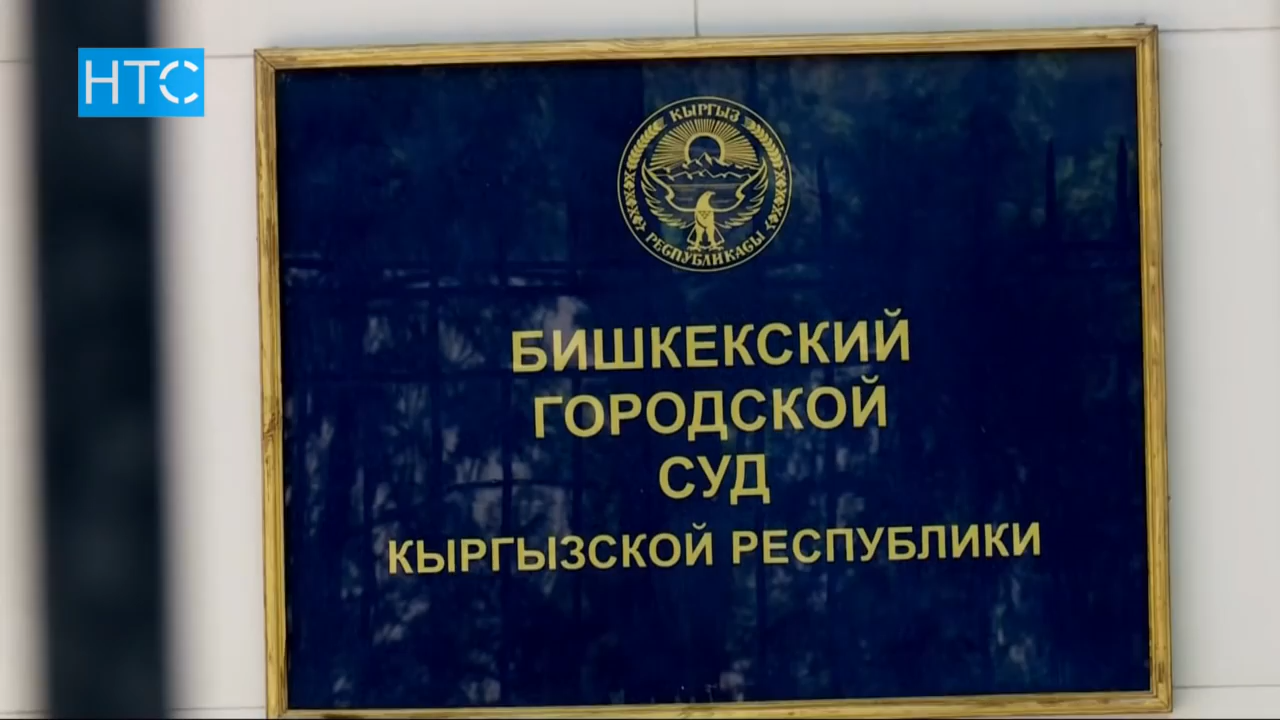 НТС
КЫРГЫЗ
РЕСПУБЛИКАСЫ
БИШКЕКСКИЙ
ГОРОДСКОЙ
СУД
КЫРГЫЗСКОЙ РЕСПУБЛИКИ